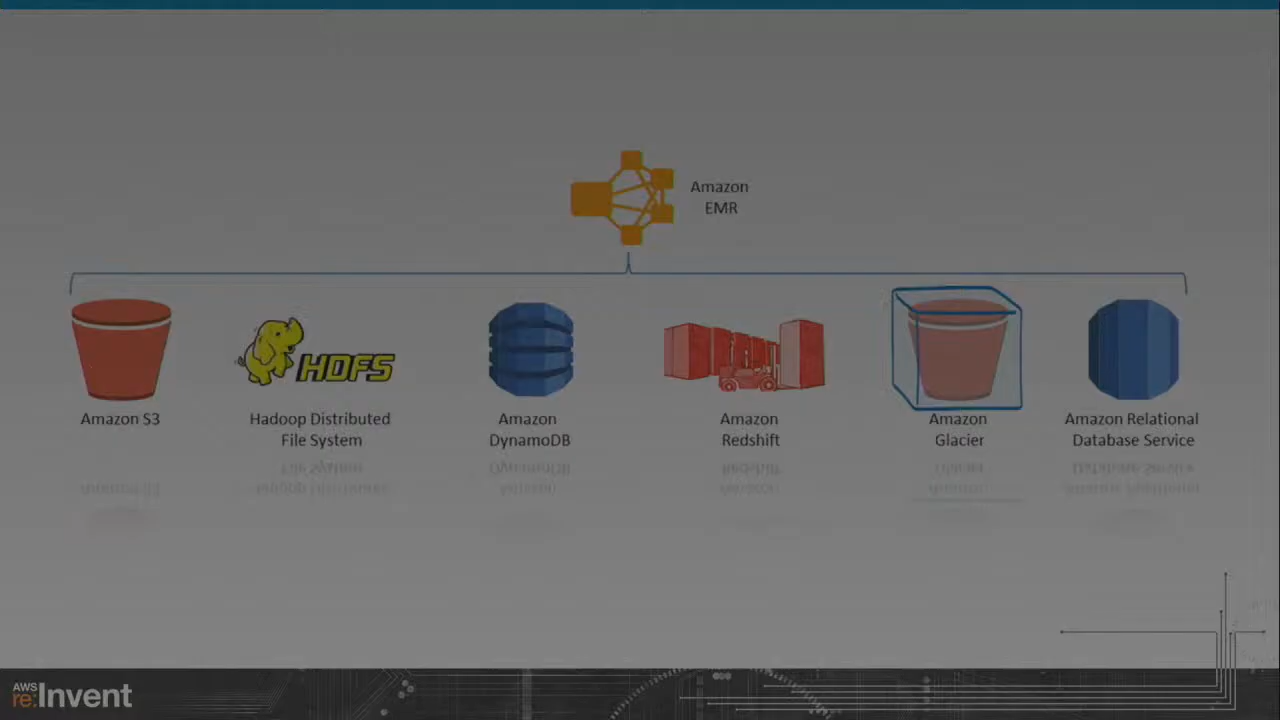 Amazon
EMR
HDFS
Amazon S3
Hadoop Distributed
File System
Amazon
DynamoDB
Amazon
Redshift
Amazon
Glacier
Amazon Relational
Database Service
AWS
re:Invent